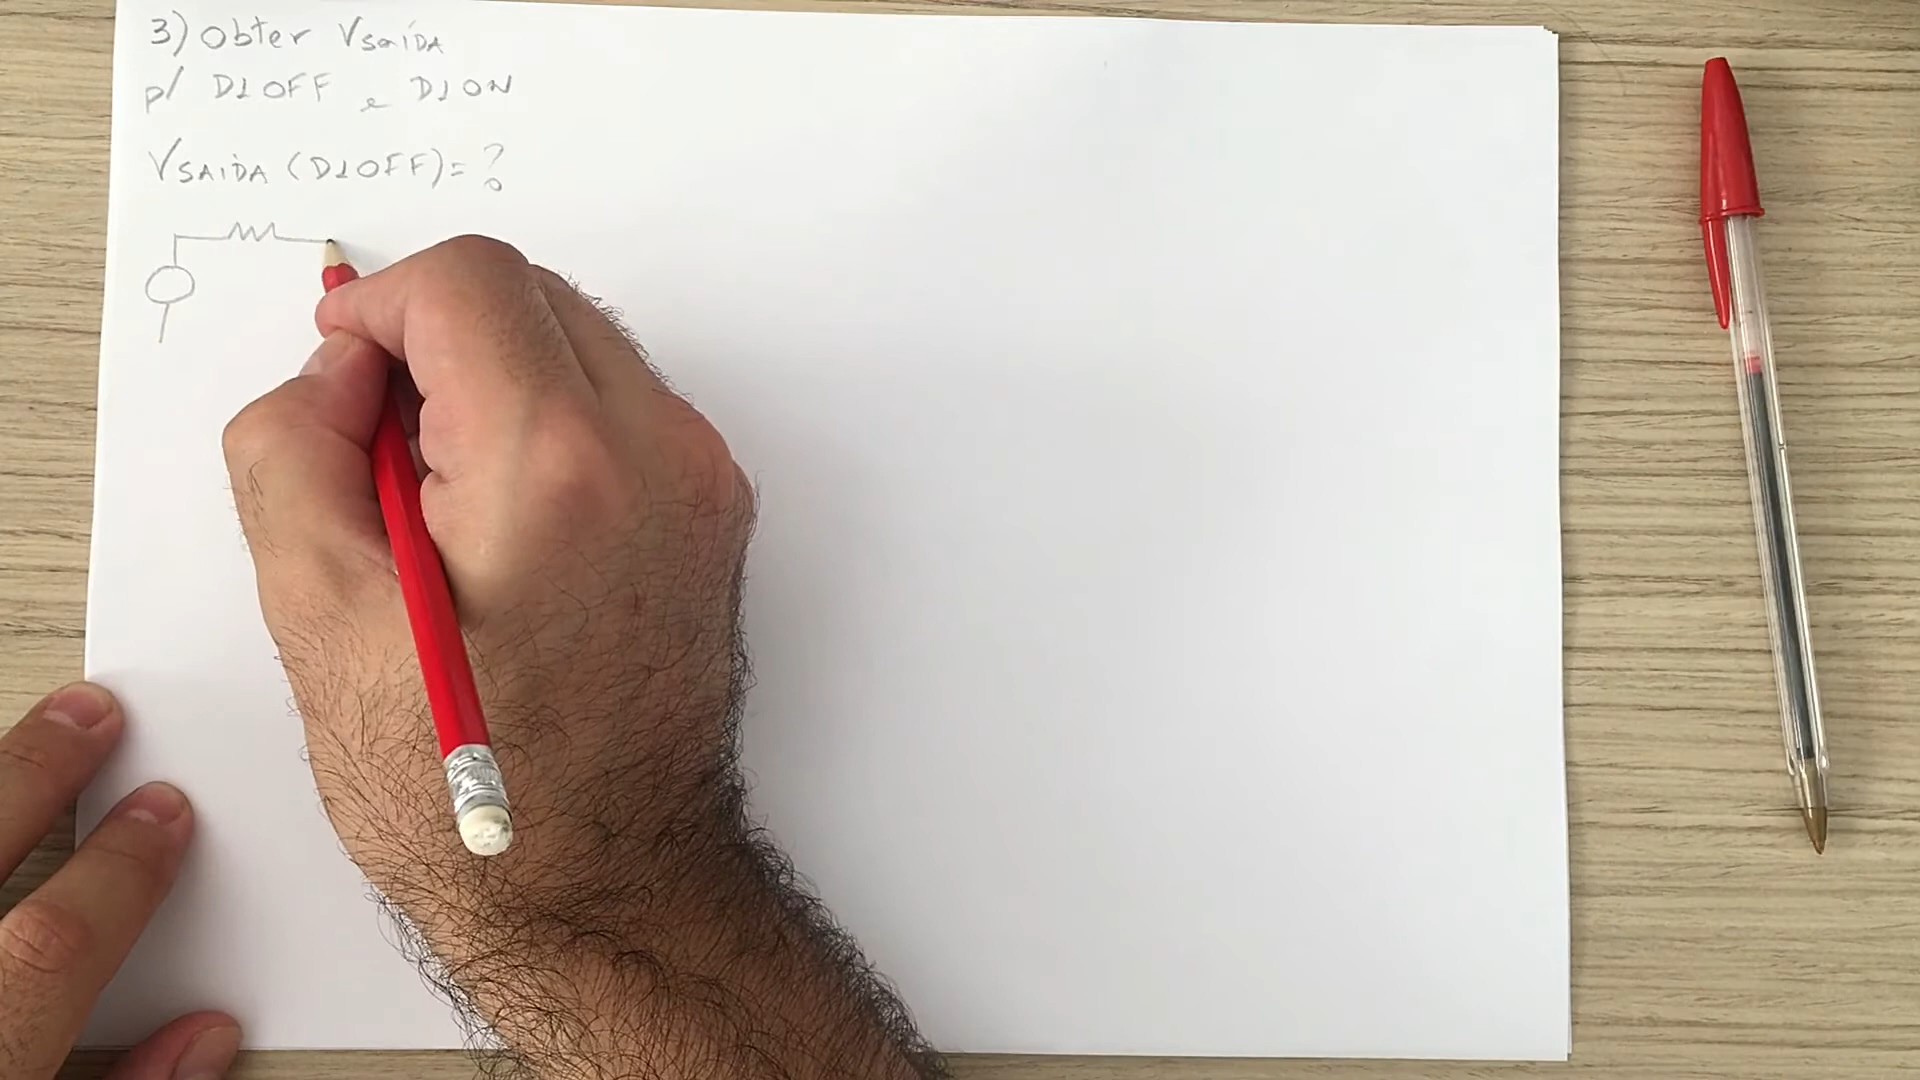 3) Obter VSAÍDA
p/ D1 OFF e D1 ON
VSAÍDA (D1 OFF) = ?